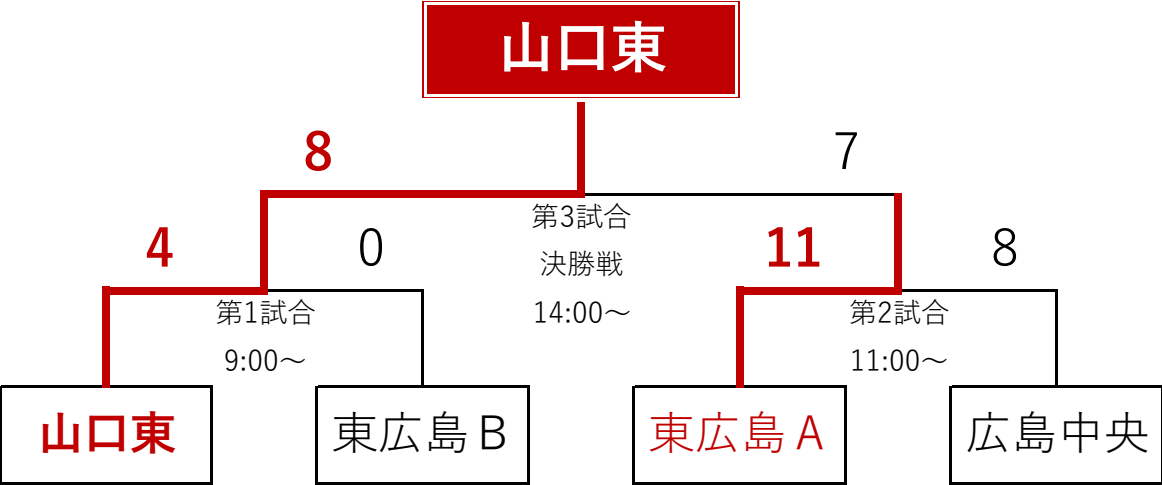 山口東
8
7
第3試合
決勝戦
14:00～
4
0
11
8
第1試合
9:00～
第2試合
11:00～
山口東
東広島Ｂ
東広島Ａ
広島中央